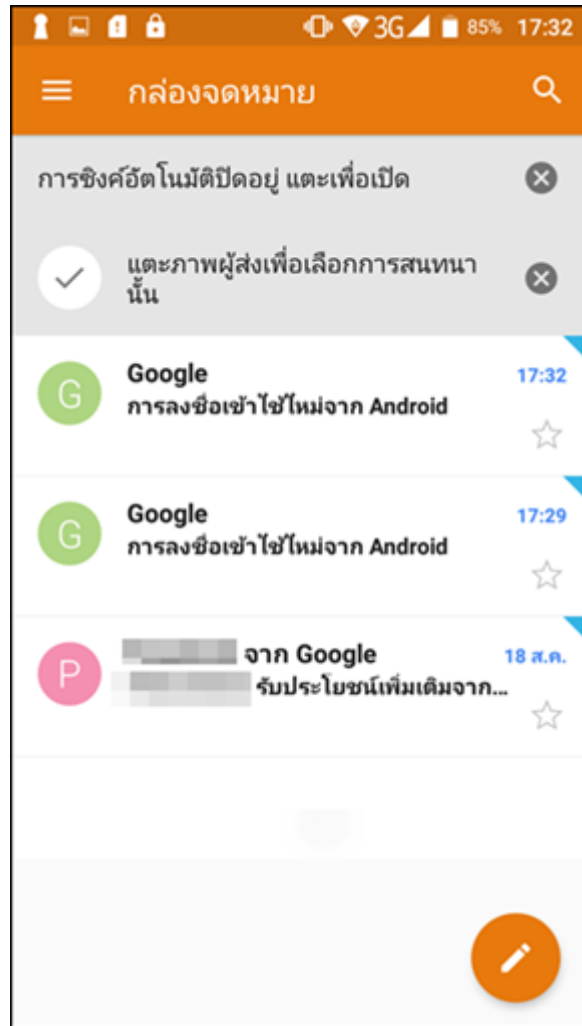 3G 85% 17:32
กล่องจดหมาย
การซิงค์อัตโนมัติปิดอยู่ แตะเพื่อเปิด
แตะภาพผู้ส่งเพื่อเลือกการสนทนา
นั้น
G Google 17:32
การลงชื่อเข้าใช้ใหม่จาก Android
G Google 17:29
การลงชื่อเข้าใช้ใหม่จาก Android
P จาก Google 18 ส.ค.
รับประโยชน์เพิ่มเติมจาก...